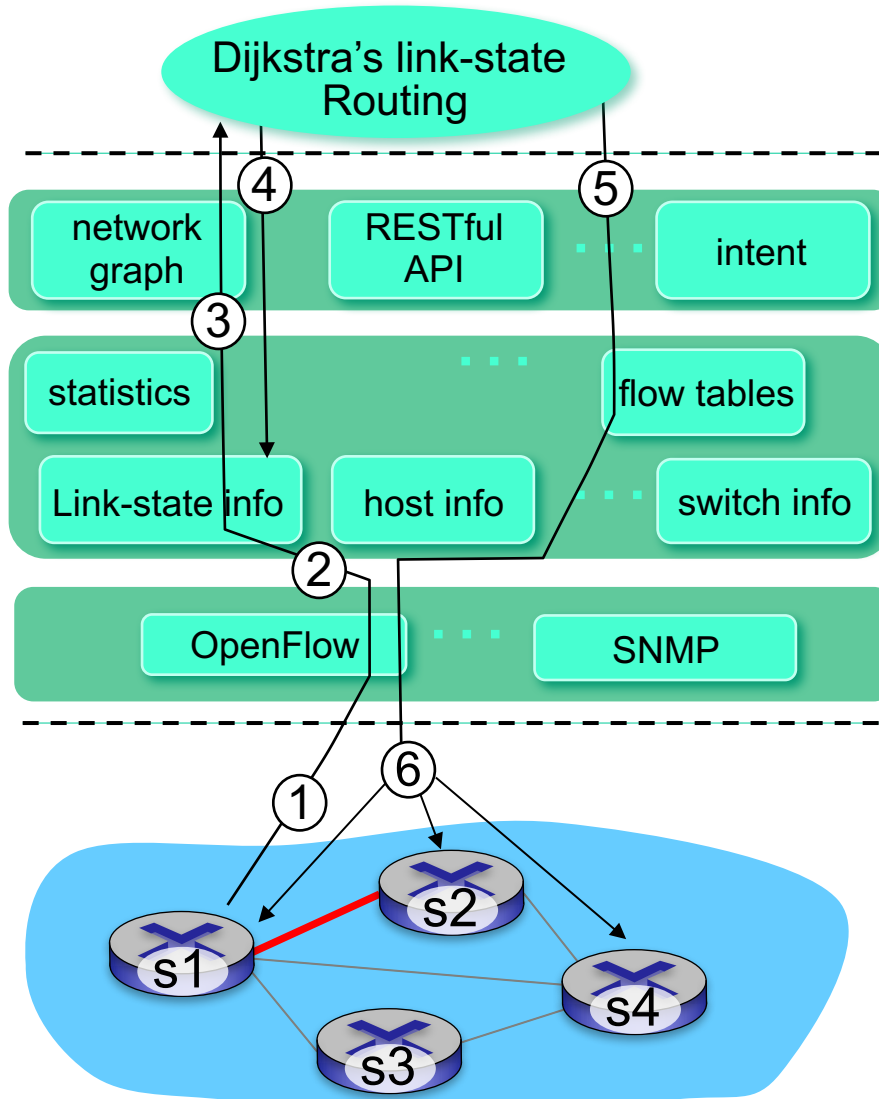 Dijkstra’s link-state
Routing
4
5
network
graph
RESTful
API
. . .
intent
3
statistics
. . .
flow tables
Link-state info
host info
. . .
switch info
2
OpenFlow
. . .
SNMP
1
6
s2
s1
s4
s3